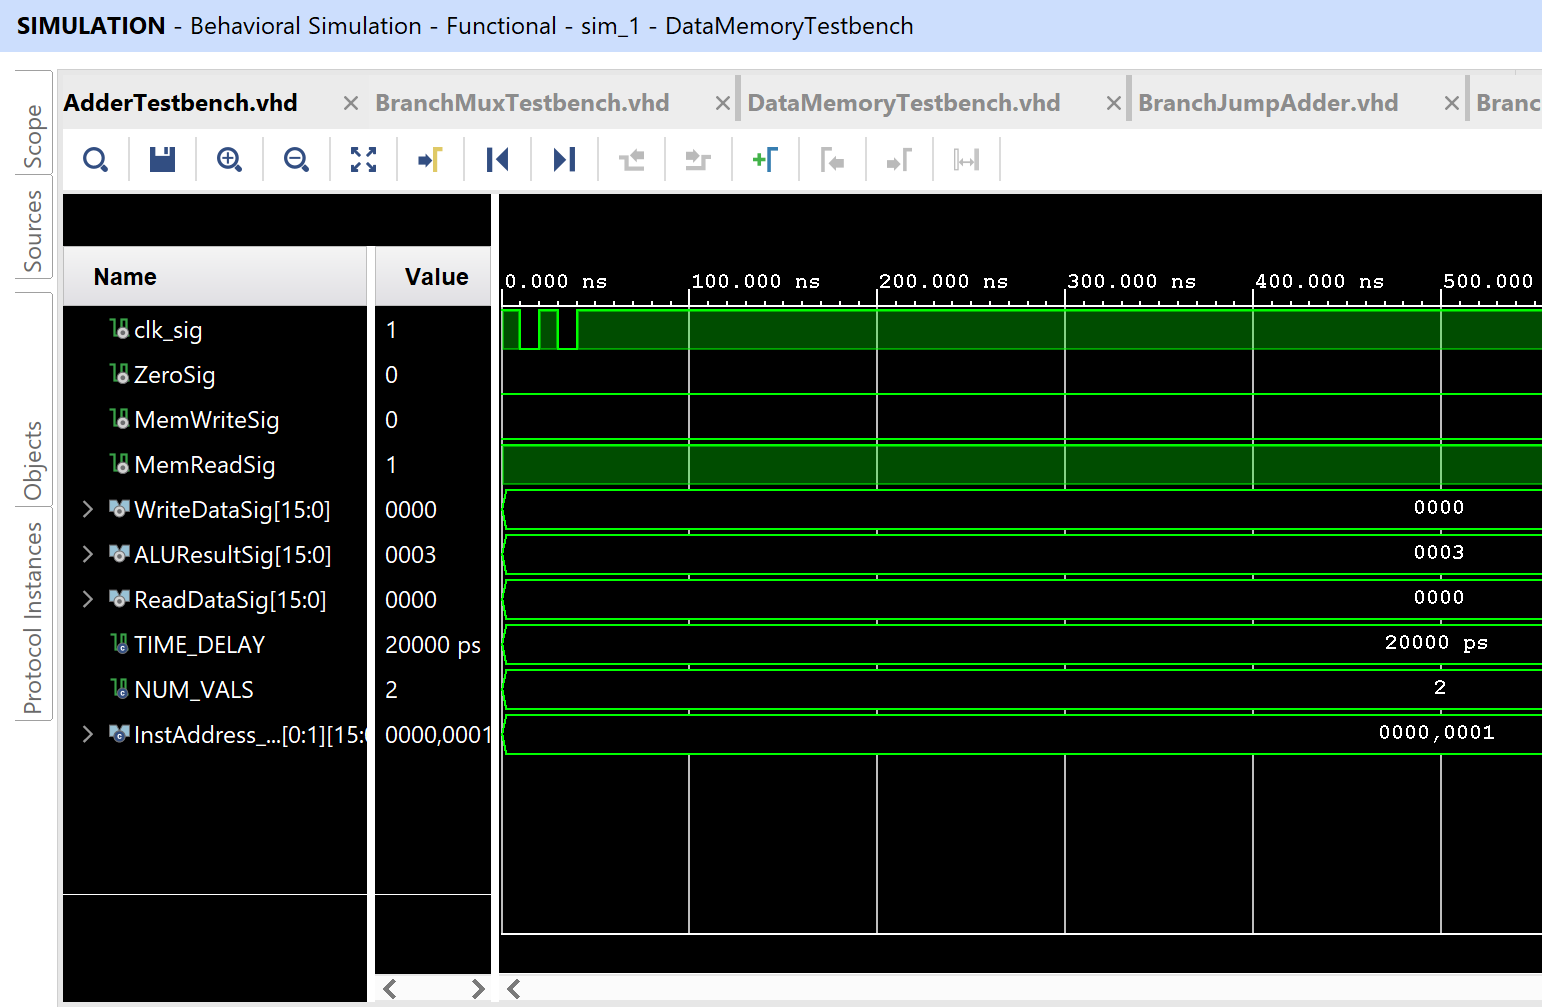 SIMULATION - Behavioral Simulation - Functional - sim_1 - DataMemoryTestbench
AdderTestbench.vhd × BranchMuxTestbench.vhd × DataMemoryTestbench.vhd × BranchJumpAdder.vhd × Branc
Scope
Sources
Objects
Protocol Instances
Name Value
0.000 ns 100.000 ns 200.000 ns 300.000 ns 400.000 ns 500.000
clk_sig 1
ZeroSig 0
MemWriteSig 0
MemReadSig 1
WriteDataSig[15:0] 0000 0000
ALUResultSig[15:0] 0003 0003
ReadDataSig[15:0] 0000 0000
TIME_DELAY 20000 ps 20000 ps
NUM_VALS 2 2
InstAddress_...[0:1][15: 0000,0001 0000,0001